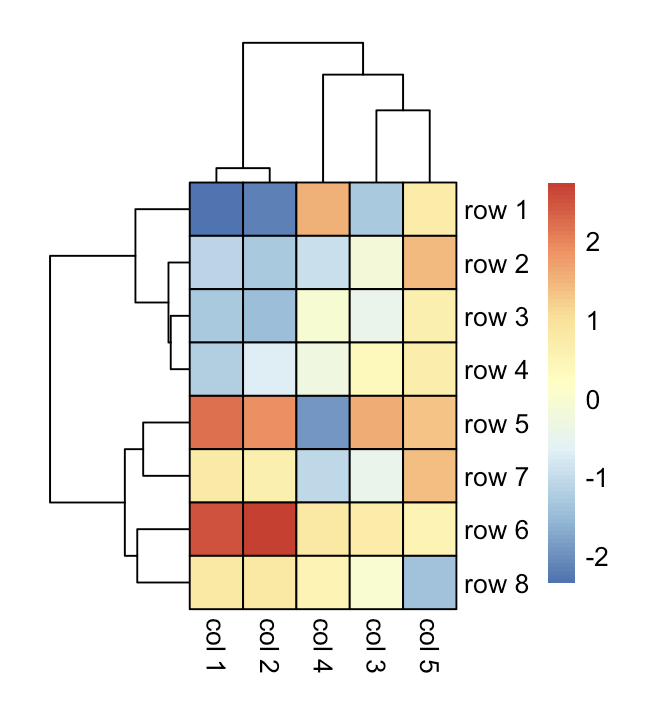 row 1
row 2
row 3
row 4
row 5
row 7
row 6
row 8
2
1
0
-1
-2
col 1
col 2
col 4
col 3
col 5